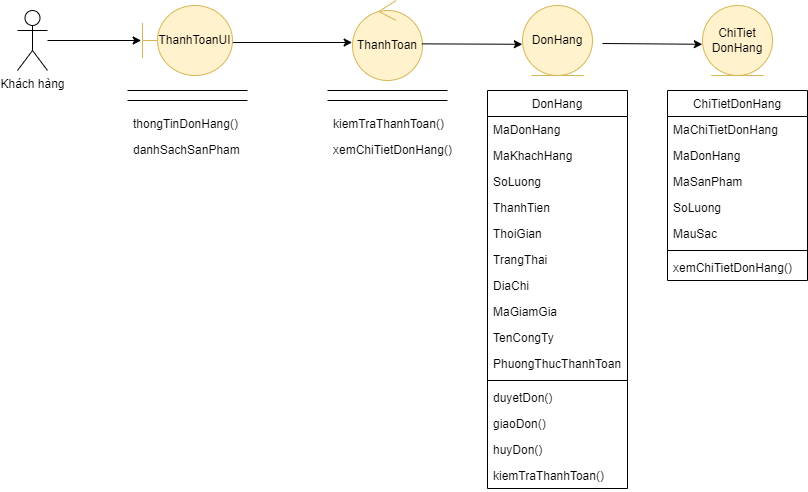 Khách hàng
ThanhToanUI
ThanhToan
DonHang
ChiTiet
DonHang
thongTinDonHang()
danhSachSanPham
kiemTraThanhToan()
xemChiTietDonHang()
DonHang
MaDonHang
MaKhachHang
SoLuong
ThanhTien
ThoiGian
TrangThai
DiaChi
MaGiamGia
TenCongTy
PhuongThucThanhToan
duyetDon()
giaoDon()
huyDon()
kiemTraThanhToan()
ChiTietDonHang
MaChiTietDonHang
MaDonHang
MaSanPham
SoLuong
MauSac
xemChiTietDonHang()